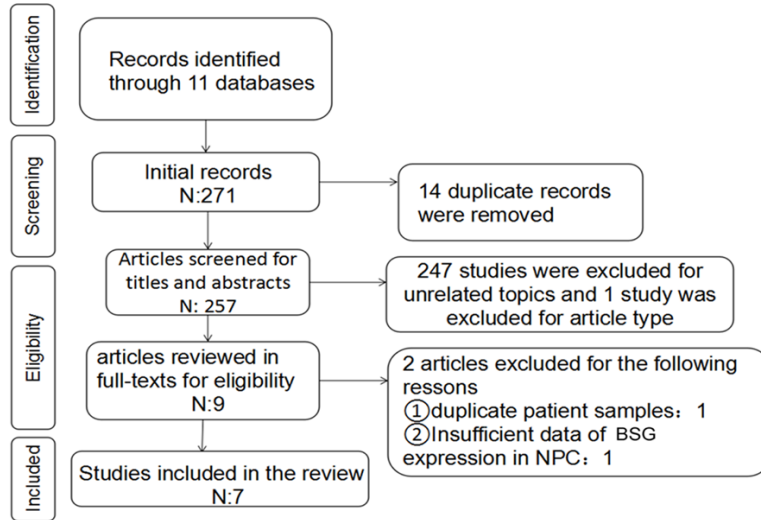 Identification
Records identified
through 11 databases
Screening
Initial records
N:271
14 duplicate records
were removed
Eligibility
Articles screened for
titles and abstracts
N: 257
247 studies were excluded for
unrelated topics and 1 study was
excluded for article type
articles reviewed in
full-texts for eligibility
N:9
2 articles excluded for the following
ressons
①duplicate patient samples：1
②Insufficient data of BSG
expression in NPC：1
Included
Studies included in the review
N:7